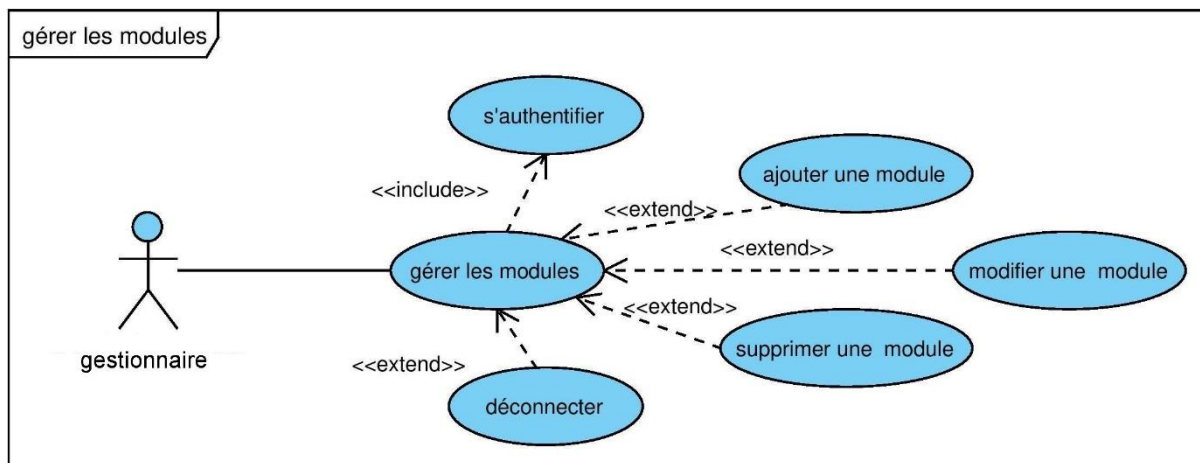 gérer les modules
s'authentifier
<<include>>
ajouter une module
<<extend>>
<<extend>>
gérer les modules
modifier une module
<<extend>>
supprimer une module
gestionnaire
<<extend>>
déconnecter